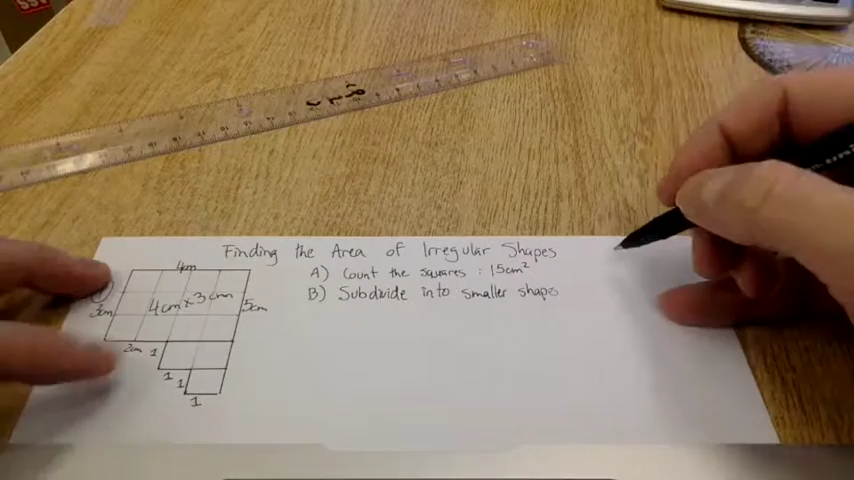 Finding the Area of Irregular Shapes
4cm
A) Count the squares : 15cm²
B) Subdivide into smaller shapes
4cm x 3cm
3cm
5cm
2cm
1
1
1
1